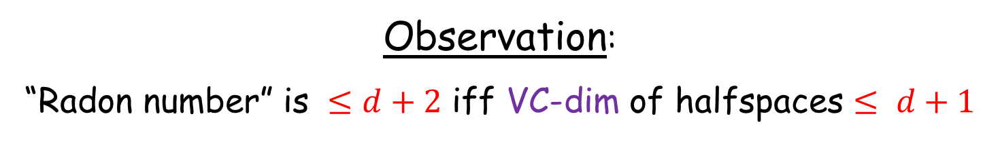 Observation:
“Radon number” is ≤ d + 2 iff VC-dim of halfspaces ≤ d + 1